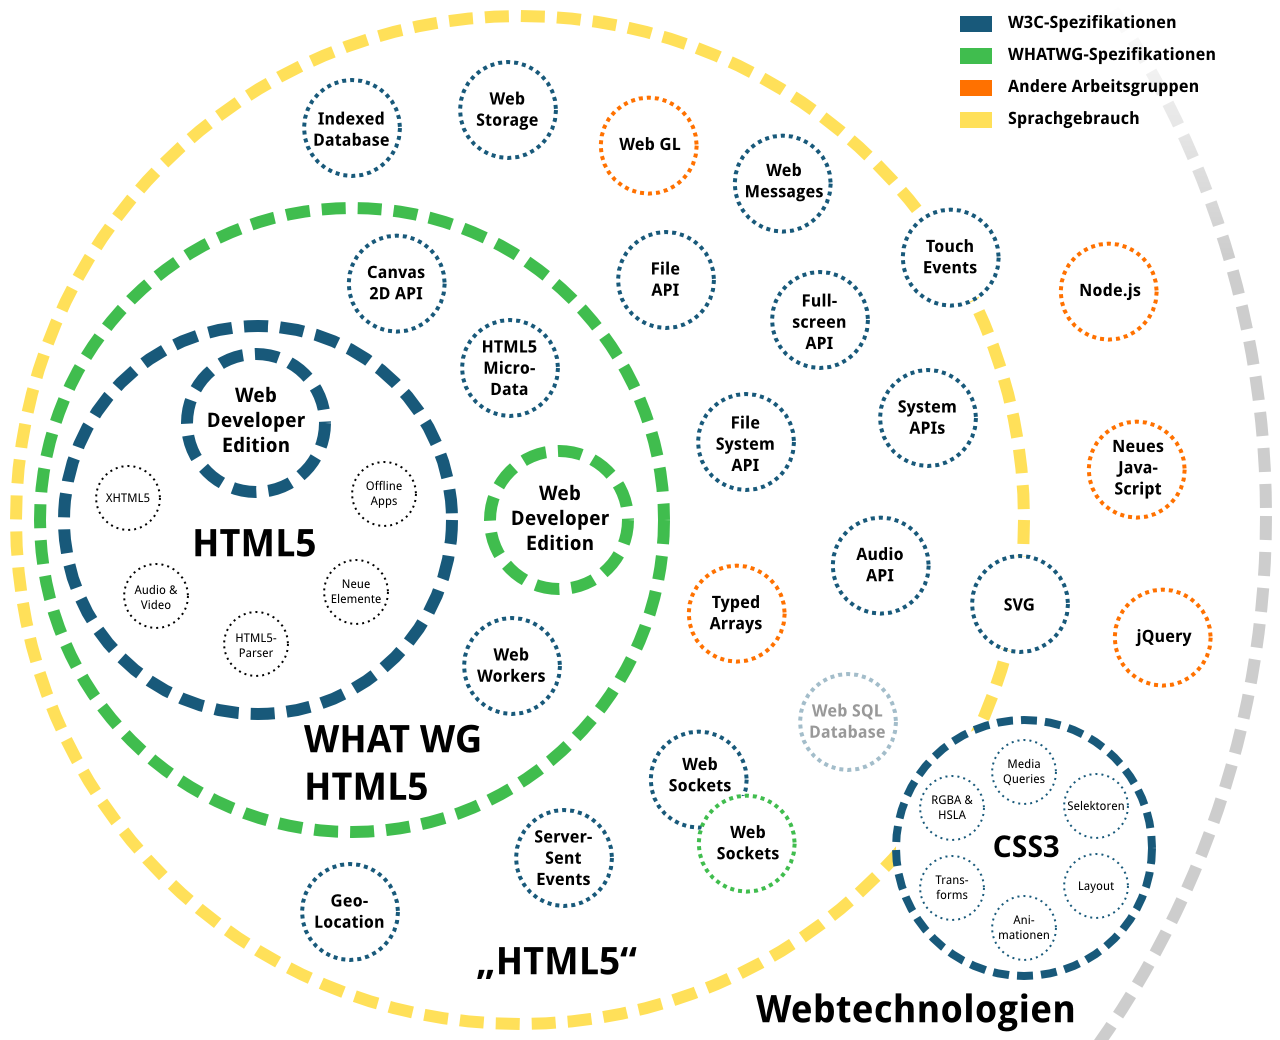 W3C-Spezifikationen
WHATWG-Spezifikationen
Andere Arbeitsgruppen
Sprachgebrauch
Indexed
Database
Web
Storage
Web GL
Web
Messages
Touch
Events
Node.js
Canvas
2D API
File
API
Full-
screen
API
HTML5
Micro-
Data
Web
Developer
Edition
File
System
API
System
APIs
Neues
Java-
Script
XHTML5
Offline
Apps
HTML5
Web
Developer
Edition
Audio &
Video
Neue
Elemente
HTML5-
Parser
Audio
API
Typed
Arrays
SVG
jQuery
Web
Workers
Web SQL
Database
WHAT WG
HTML5
Web
Sockets
Web
Sockets
Server-
Sent
Events
Geo-
Location
Media
Queries
RGBA &
HSLA
Selektoren
CSS3
Trans-
forms
Layout
Ani-
mationen
„HTML5“
Webtechnologien